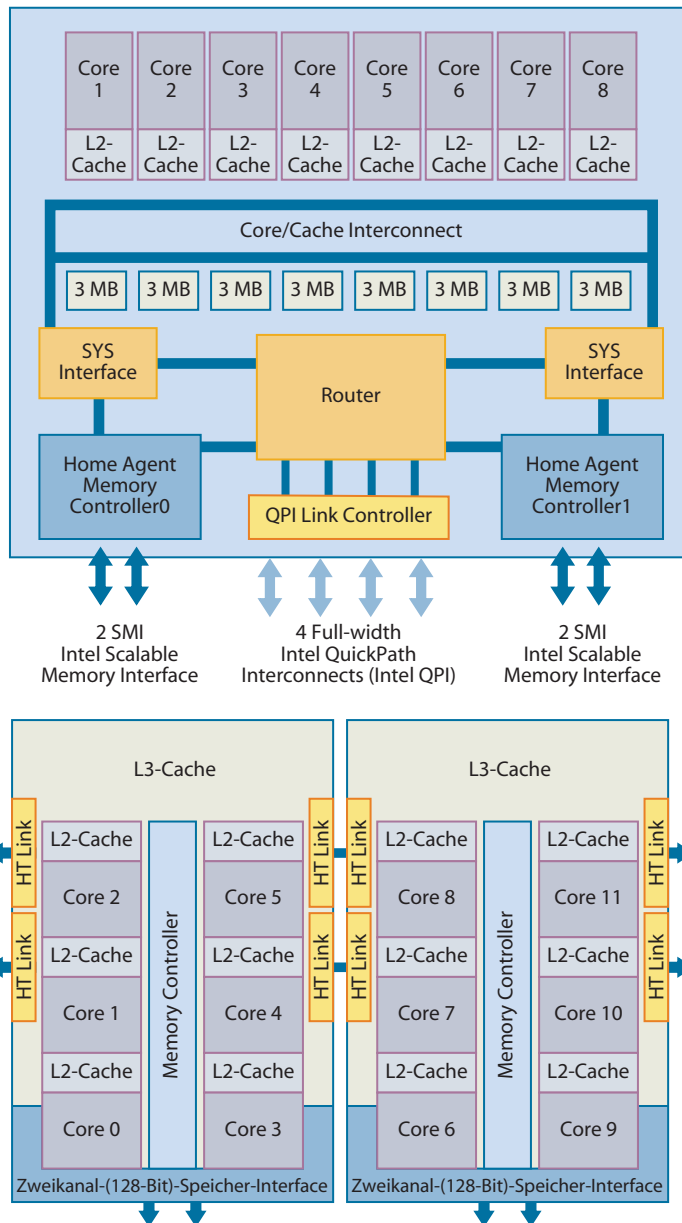 Core Core Core Core Core Core Core Core
1 2 3 4 5 6 7 8
L2- L2- L2- L2- L2- L2- L2- L2-
Cache Cache Cache Cache Cache Cache Cache Cache
Core/Cache Interconnect
3 MB 3 MB 3 MB 3 MB 3 MB 3 MB 3 MB 3 MB
SYS
Interface
Router
SYS
Interface
Home Agent
Memory
Controller0
QPI Link Controller
Home Agent
Memory
Controller1
2 SMI
Intel Scalable
Memory Interface
4 Full-width
Intel QuickPath
Interconnects (Intel QPI)
2 SMI
Intel Scalable
Memory Interface
L3-Cache
HT Link
HT Link
L2-Cache
Core 2
L2-Cache
Core 1
L2-Cache
Core 0
Memory Controller
L2-Cache
Core 5
L2-Cache
Core 4
L2-Cache
Core 3
HT Link
HT Link
Zweikanal-(128-Bit)-Speicher-Interface
L3-Cache
HT Link
HT Link
L2-Cache
Core 8
L2-Cache
Core 7
L2-Cache
Core 6
Memory Controller
L2-Cache
Core 11
L2-Cache
Core 10
L2-Cache
Core 9
HT Link
HT Link
Zweikanal-(128-Bit)-Speicher-Interface